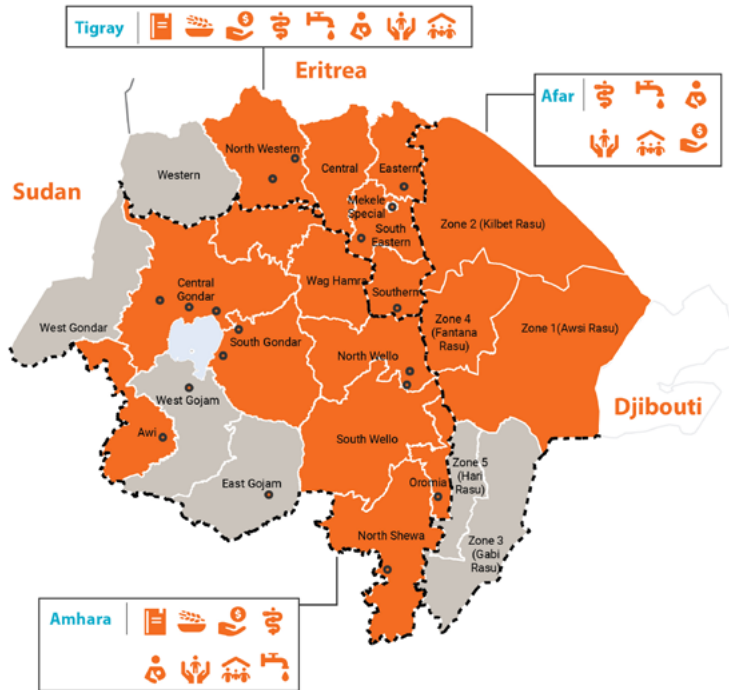 Tigray
Eritrea
Afar
Sudan
Western
North Western
Central
Eastern
Mekele
Special
South
Eastern
Zone 2 (Kilbet Rasu)
Wag Hamra
Southern
Central
Gondar
West Gondar
South Gondar
Zone 4
(Fantana
Rasu)
Zone 1(Awsi Rasu)
North Wello
Djibouti
West Gojam
Awi
South Wello
Zone 5
(Hari
Rasu)
East Gojam
Oromia
North Shewa
Zone 3
(Gabi
Rasu)
Amhara